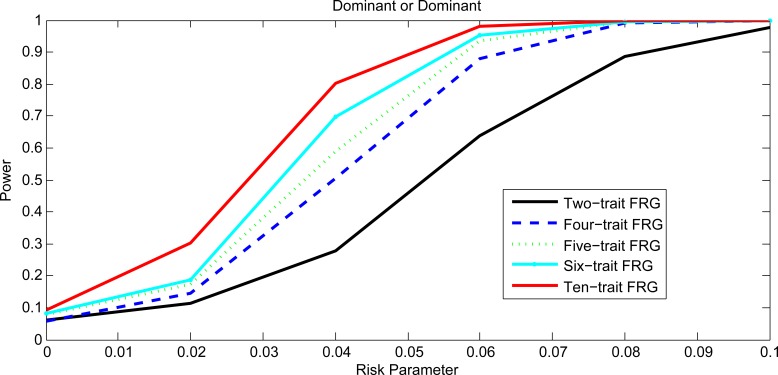 Dominant or Dominant
1
0.9
0.8
0.7
0.6
0.5
0.4
0.3
0.2
0.1
0
Power
Two−trait FRG
Four−trait FRG
Five−trait FRG
Six−trait FRG
Ten−trait FRG
0 0.01 0.02 0.03 0.04 0.05 0.06 0.07 0.08 0.09 0.1
Risk Parameter